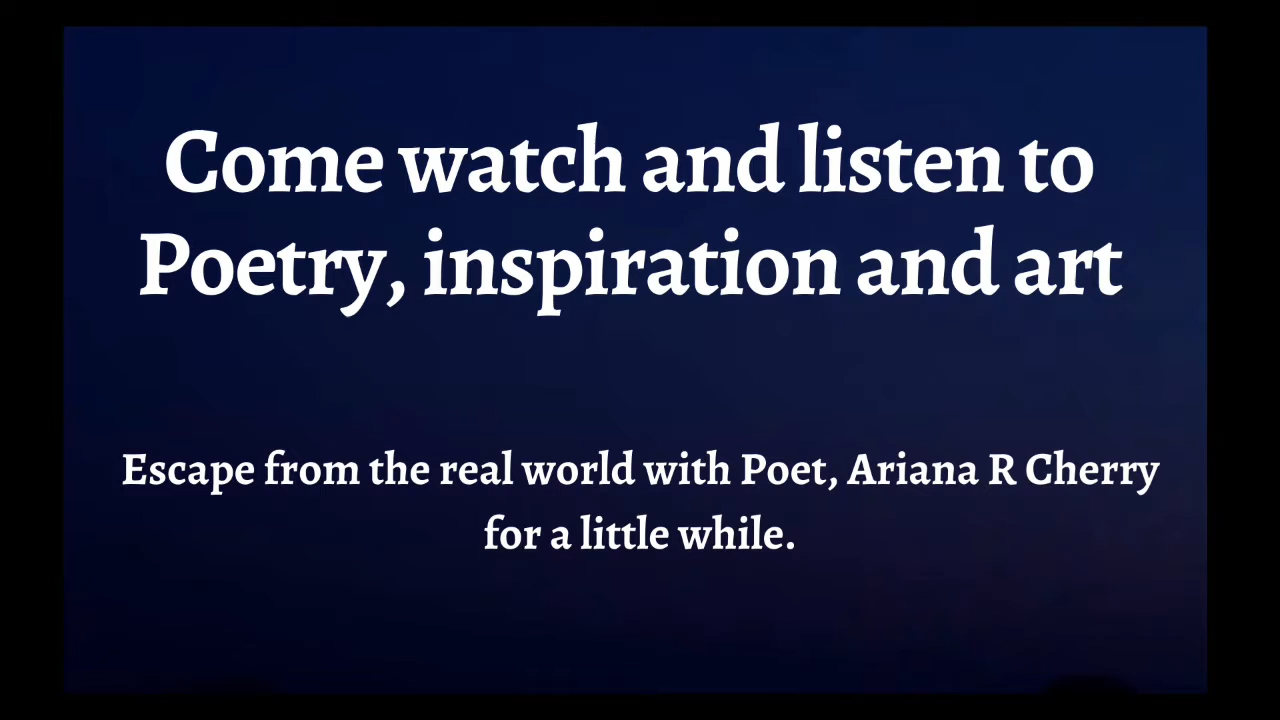 Come watch and listen to
Poetry, inspiration and art
Escape from the real world with Poet, Ariana R Cherry
for a little while.